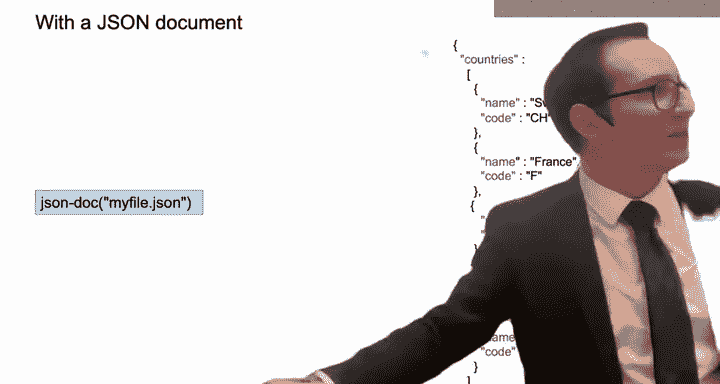 With a JSON document
{
"countries" :
[
{
"name" :
"code" : "CH"
},
{
"name" : "France"
"code" : "F"
},
{
json-doc("myfile.json")
"code"
}
]